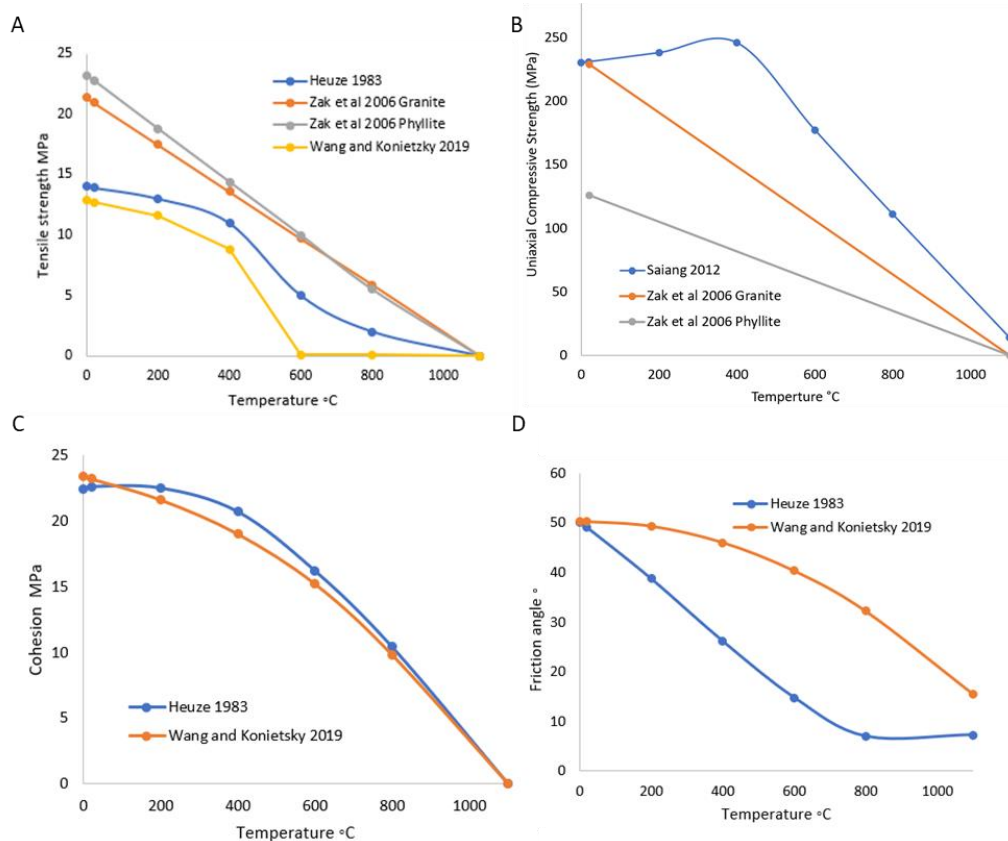 A
Tensile strength MPa
25
20
15
10
5
0
0 200 400 600 800 1000
Temperature ∘C
Heuze 1983
Zak et al 2006 Granite
Zak et al 2006 Phyllite
Wang and Konietzky 2019
B
Uniaxial Compressive Strength (MPa)
250
200
150
100
50
0
0 200 400 600 800 1000
Temperture °C
Saiang 2012
Zak et al 2006 Granite
Zak et al 2006 Phyllite
C
Cohesion MPa
25
20
15
10
5
0
0 200 400 600 800 1000
Temperature ∘C
Heuze 1983
Wang and Konietsky 2019
D
Friction angle °
60
50
40
30
20
10
0
0 200 400 600 800 1000
Temperature ∘C
Heuze 1983
Wang and Konietsky 2019